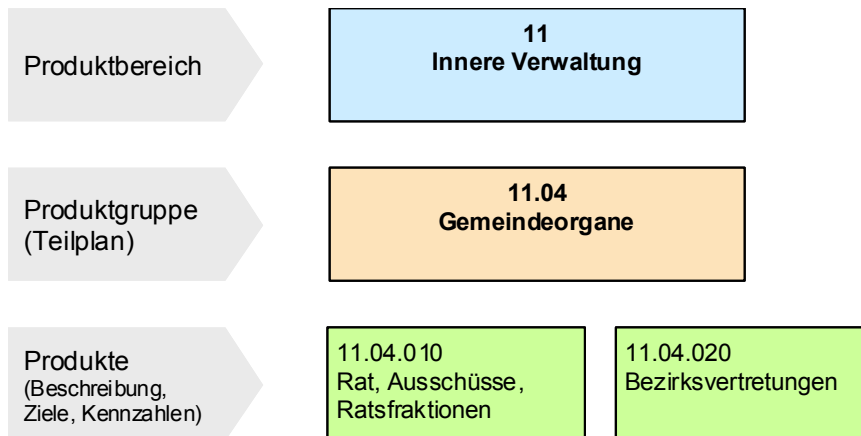 Produktbereich
11
Innere Verwaltung
Produktgruppe
(Teilplan)
11.04
Gemeindeorgane
Produkte
(Beschreibung,
Ziele, Kennzahlen)
11.04.010
Rat, Ausschüsse,
Ratsfraktionen
11.04.020
Bezirksvertretungen